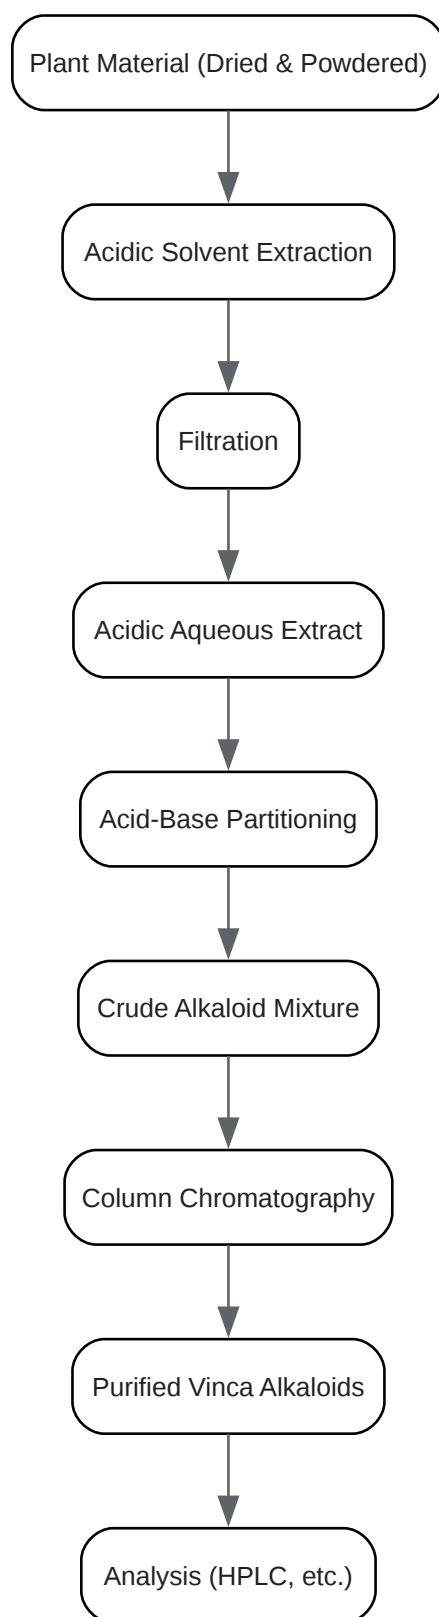 Plant Material (Dried & Powdered)
Acidic Solvent Extraction
Filtration
Acidic Aqueous Extract
Acid-Base Partitioning
Crude Alkaloid Mixture
Column Chromatography
Purified Vinca Alkaloids
Analysis (HPLC, etc.)